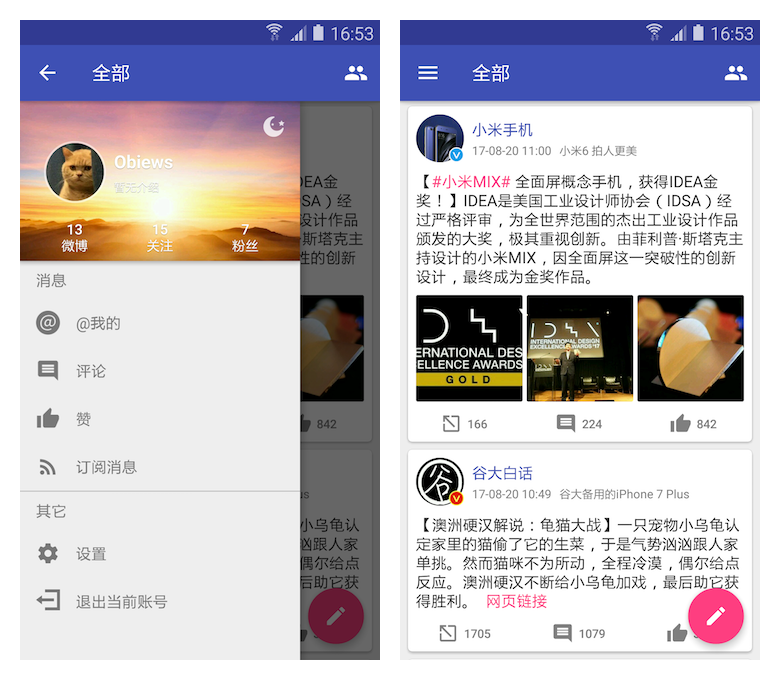 16:53
全部
Obiews
暂无介绍
13
15
7
微博
关注
粉丝
消息
@我的
评论
赞
订阅消息
其它
设置
退出当前账号
IDEA金
IDSA）经
设计作品
斯塔克主
性的创新
842
us
小乌龟认
汹跟人家
偶尔给点
后助它获
16:53
全部
小米手机
17-08-20 11:00 小米6 拍人更美
【#小米MIX# 全面屏概念手机，获得IDEA金
奖！】IDEA是美国工业设计师协会（IDSA）经
过严格评审，为全世界范围的杰出工业设计作品
颁发的大奖，极其重视创新。由菲利普·斯塔克主
持设计的小米MIX，因全面屏这一突破性的创新
设计，最终成为金奖作品。
ERNATIONAL DES
ELLENCE AWARDS
GOLD
INTERNATIONAL DESIGN
EXCELLENCE AWARDS'17
166
224
842
谷
谷大白话
17-08-20 10:49 谷大备用的iPhone 7 Plus
【澳洲硬汉解说：龟猫大战】一只宠物小乌龟认
定家里的猫偷了它的生菜，于是气势汹汹跟人家
单挑。然而猫咪不为所动，全程冷漠，偶尔给点
反应。澳洲硬汉不断给小乌龟加戏，最后助它获
得胜利。 网页链接
1705
1079